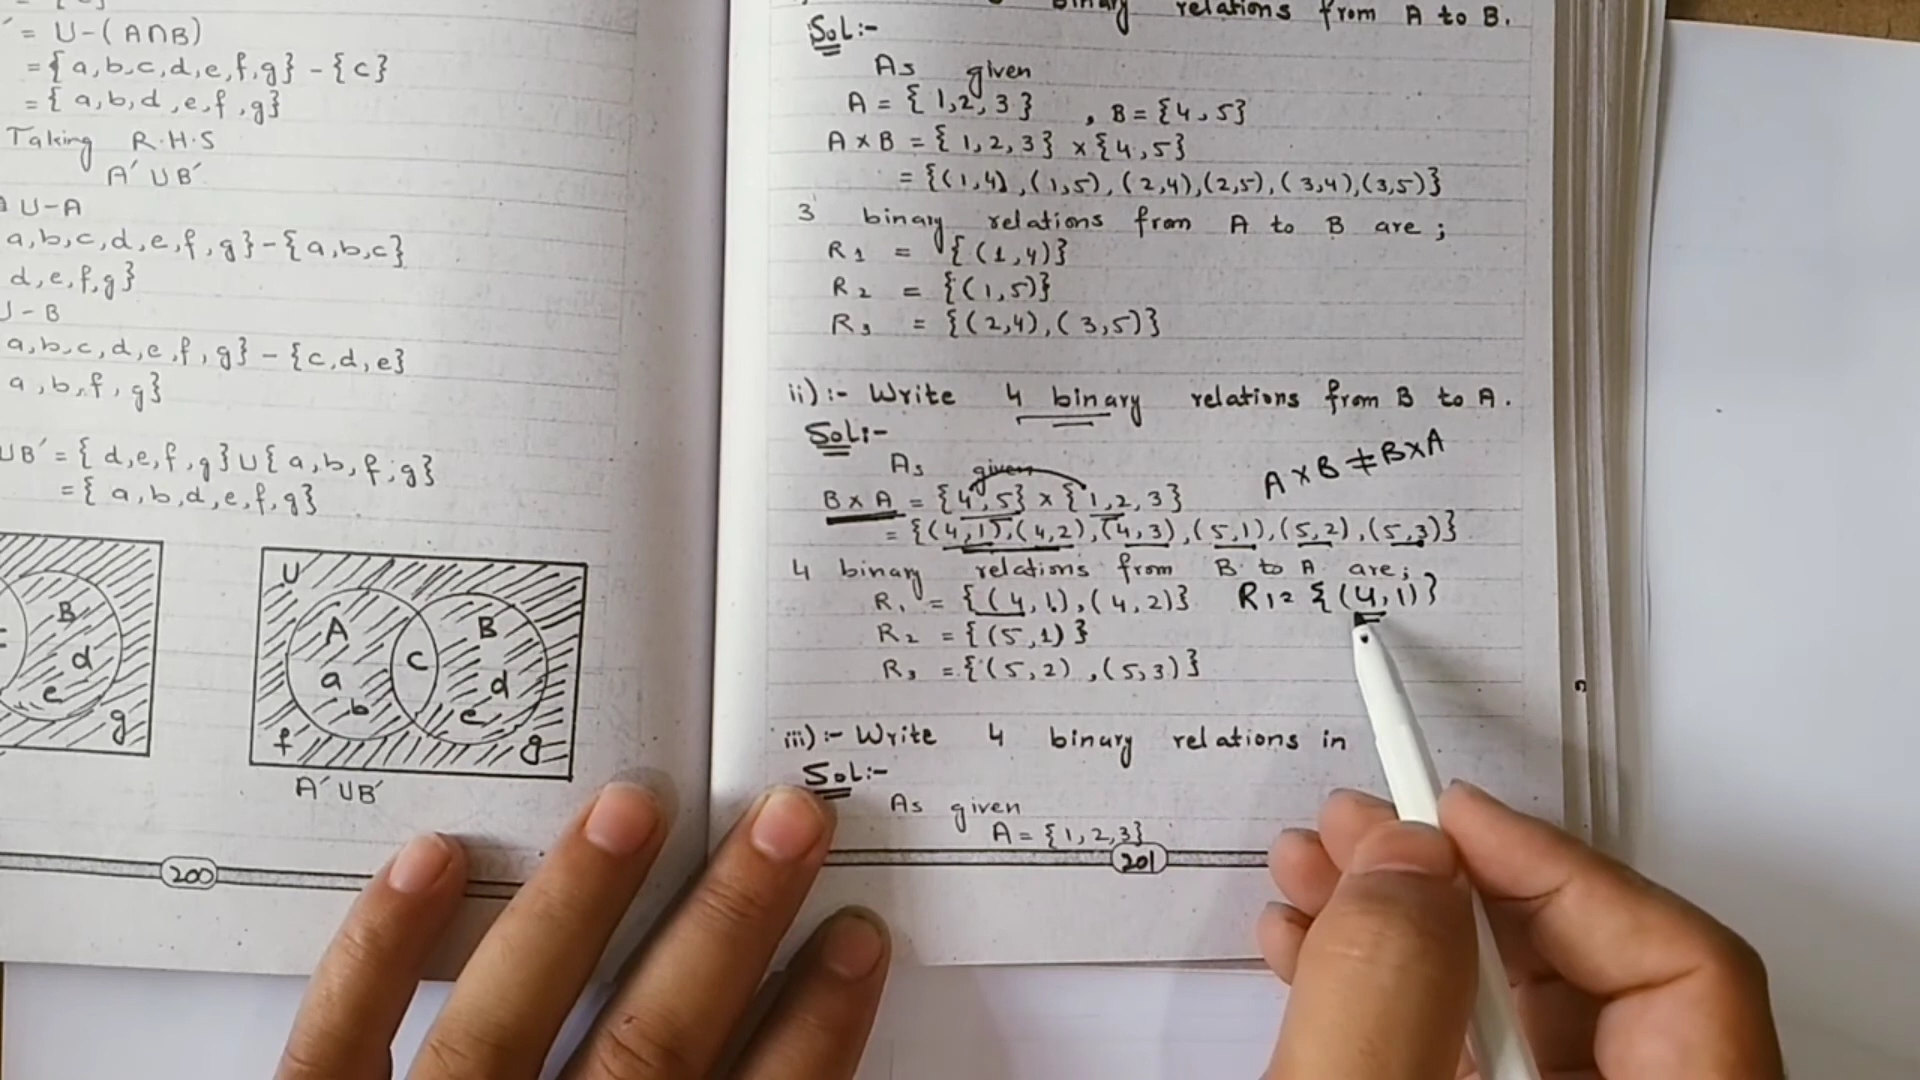 ′ = U-(A∩B)
={a,b,c,d,e,f,g} - {c}
={a,b,d,e,f,g}
Taking R.H.S
A′∪B′
U-A
a,b,c,d,e,f,g}-{a,b,c}
d,e,f,g}
U-B
a,b,c,d,e,f,g}-{c,d,e}
a,b,f,g}
∪B′={d,e,f,g}∪{a,b,f,g}
={a,b,d,e,f,g}
B
d
e
g
U
A
B
a
b
c
d
e
f
g
A′∪B′
200
binary relations from A to B.
Sol:-
As given
A = {1,2,3} , B={4,5}
A×B = {1,2,3}×{4,5}
= {(1,4),(1,5),(2,4),(2,5),(3,4),(3,5)}
3 binary relations from A to B are;
R1 = {(1,4)}
R2 = {(1,5)}
R3 = {(2,4),(3,5)}
ii):- Write 4 binary relations from B to A.
Sol:-
As given
A×B≠B×A
B×A = {4,5}×{1,2,3}
= {(4,1),(4,2),(4,3),(5,1),(5,2),(5,3)}
4 binary relations from B to A are;
R1 = {(4,1),(4,2)} R1= {(4,1)}
R2 = {(5,1)}
R3 = {(5,2),(5,3)}
iii):- Write 4 binary relations in
Sol:-
As given
A={1,2,3}
201